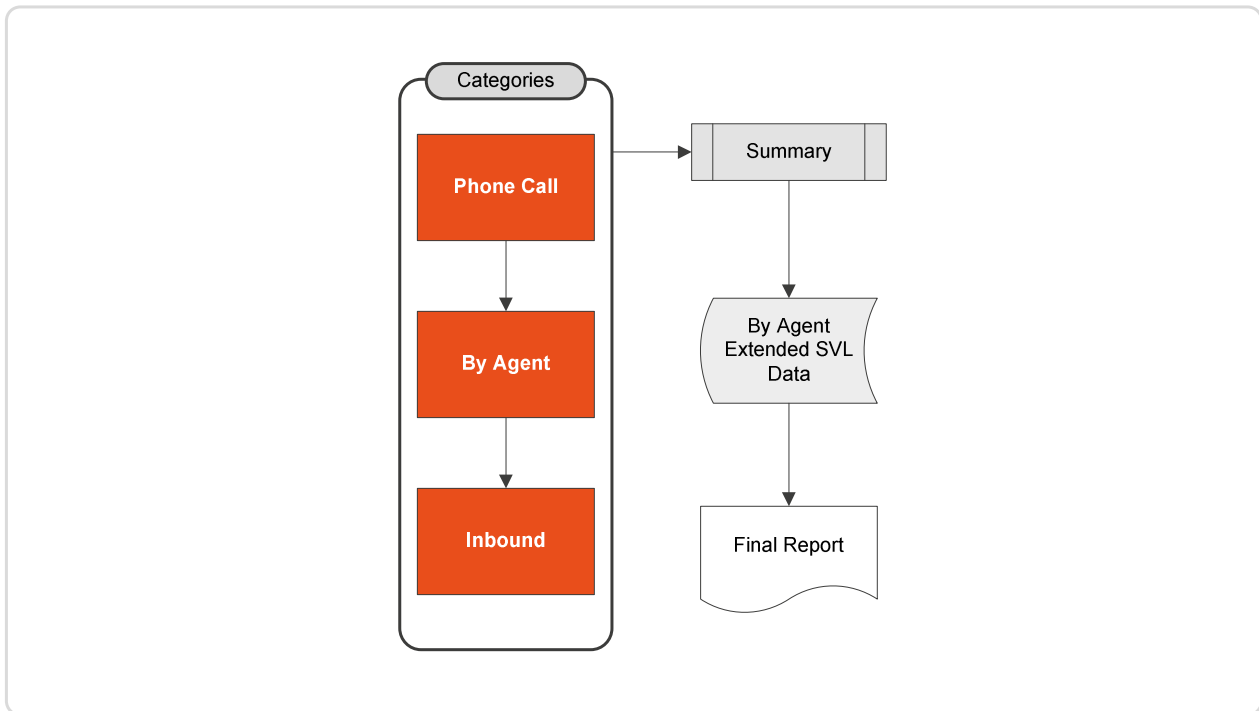 Categories
Phone Call
By Agent
Inbound
Summary
By Agent
Extended SVL
Data
Final Report